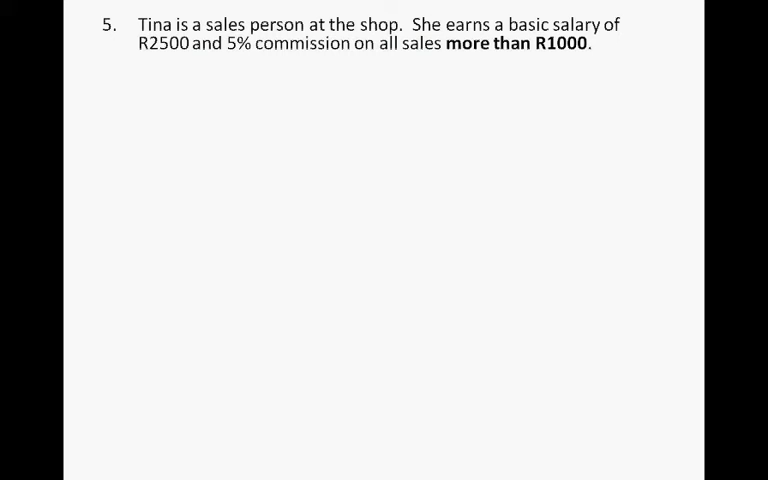 5. Tina is a sales person at the shop. She earns a basic salary of
R2500 and 5% commission on all sales more than R1000.